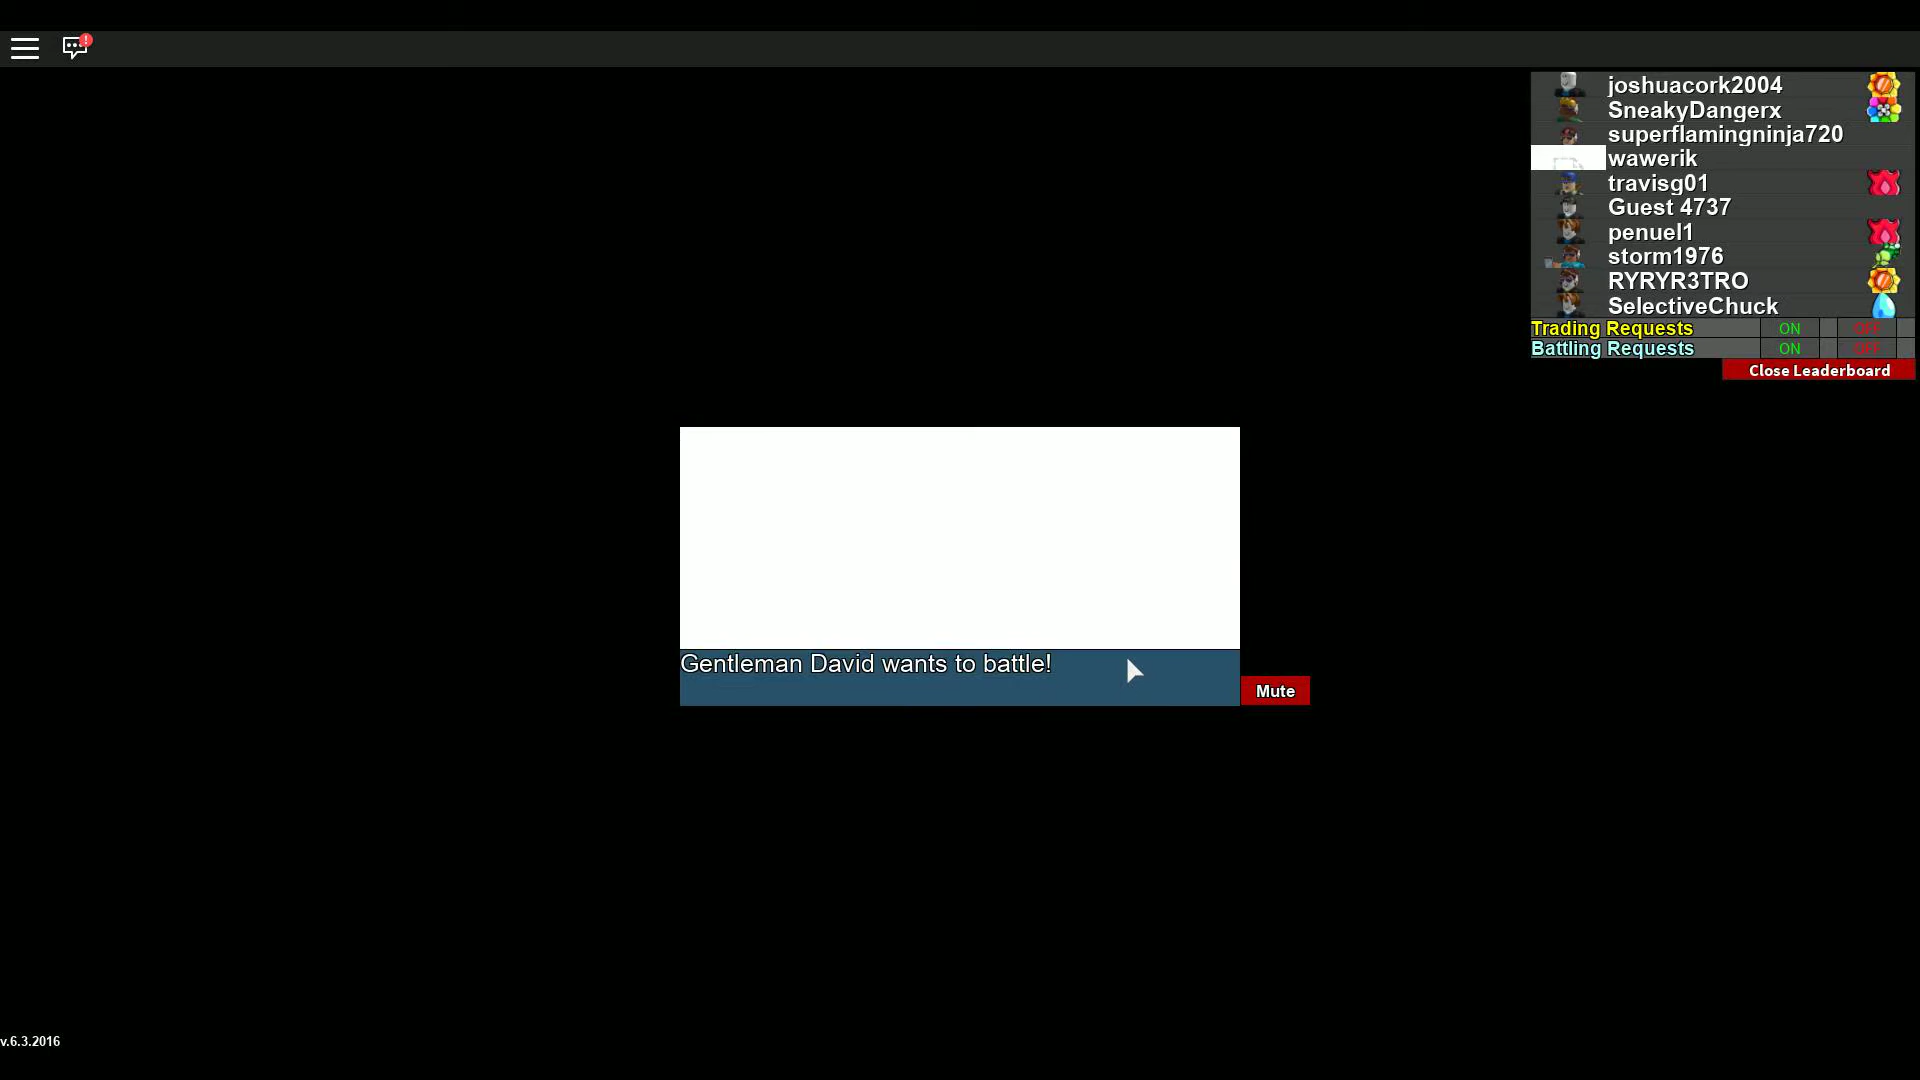 joshuacork2004
SneakyDangerx
superflamingninja720
wawerik
travisg01
Guest 4737
penuel1
storm1976
RYRYR3TRO
SelectiveChuck
Trading Requests ON OFF
Battling Requests ON OFF
Close Leaderboard
Gentleman David wants to battle!
Mute
v.6.3.2016